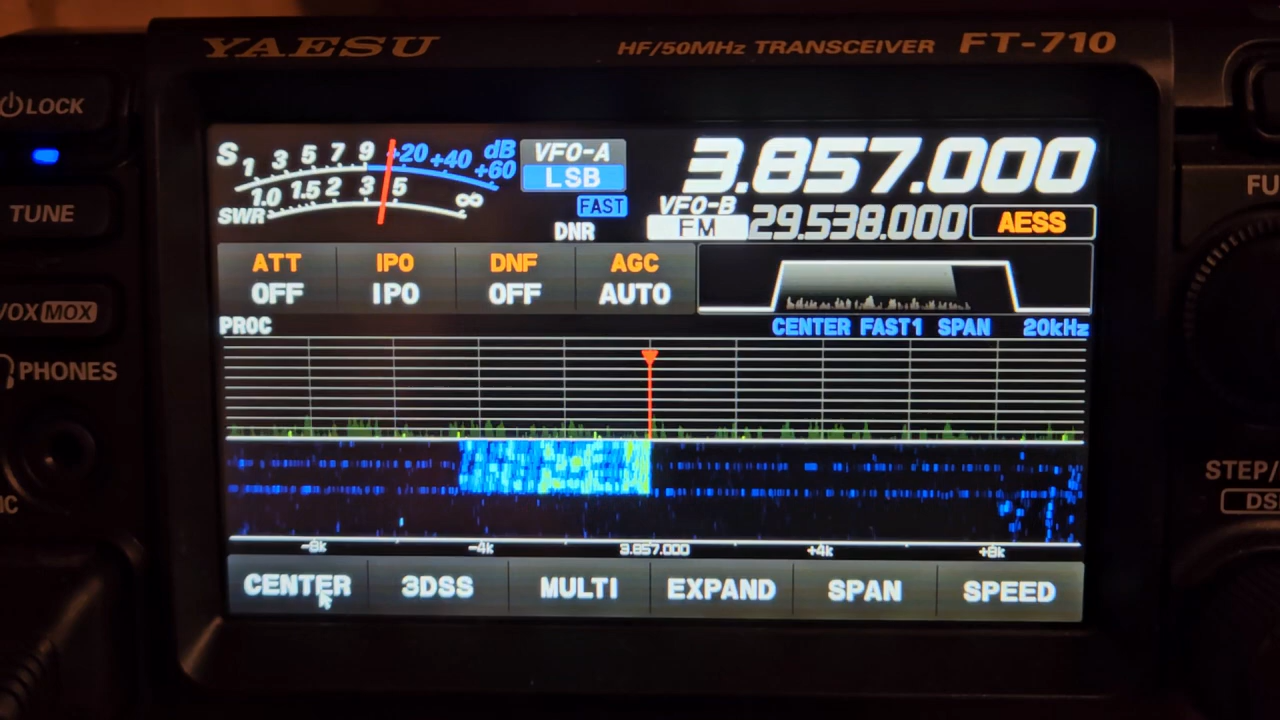 YAESU HF/50MHz TRANSCEIVER FT-710
LOCK
TUNE
VOX MOX
PHONES
S 1 3 5 7 9 +20 +40 +60 dB
SWR 1.0 1.5 2 3 5 ∞
VFO-A
LSB
FAST
DNR
3.857.000
VFO-B
FM
29.538.000
AESS
ATT IPO DNF AGC
OFF IPO OFF AUTO
PROC
CENTER FAST1 SPAN 20kHz
-8k -4k 3.857.000 +4k +8k
CENTER 3DSS MULTI EXPAND SPAN SPEED
FU
STEP/
DS